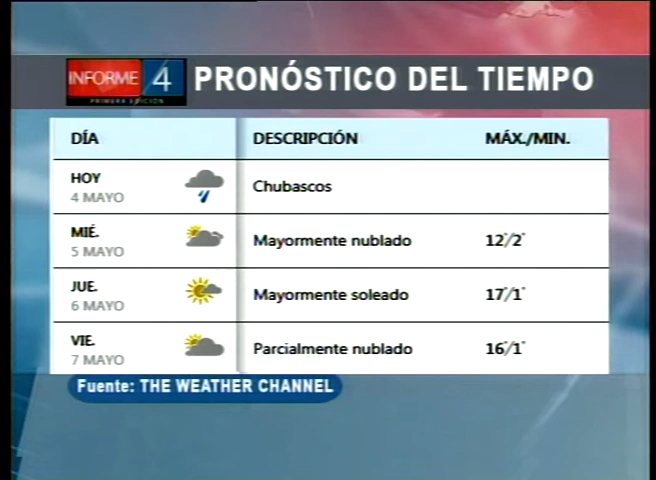 INFORME 4
PRIMERA EDICIÓN
PRONÓSTICO DEL TIEMPO
DÍA DESCRIPCIÓN MÁX./MIN.
HOY
4 MAYO
Chubascos
MIÉ.
5 MAYO
Mayormente nublado 12°/2°
JUE.
6 MAYO
Mayormente soleado 17°/1°
VIE.
7 MAYO
Parcialmente nublado 16°/1°
Fuente: THE WEATHER CHANNEL